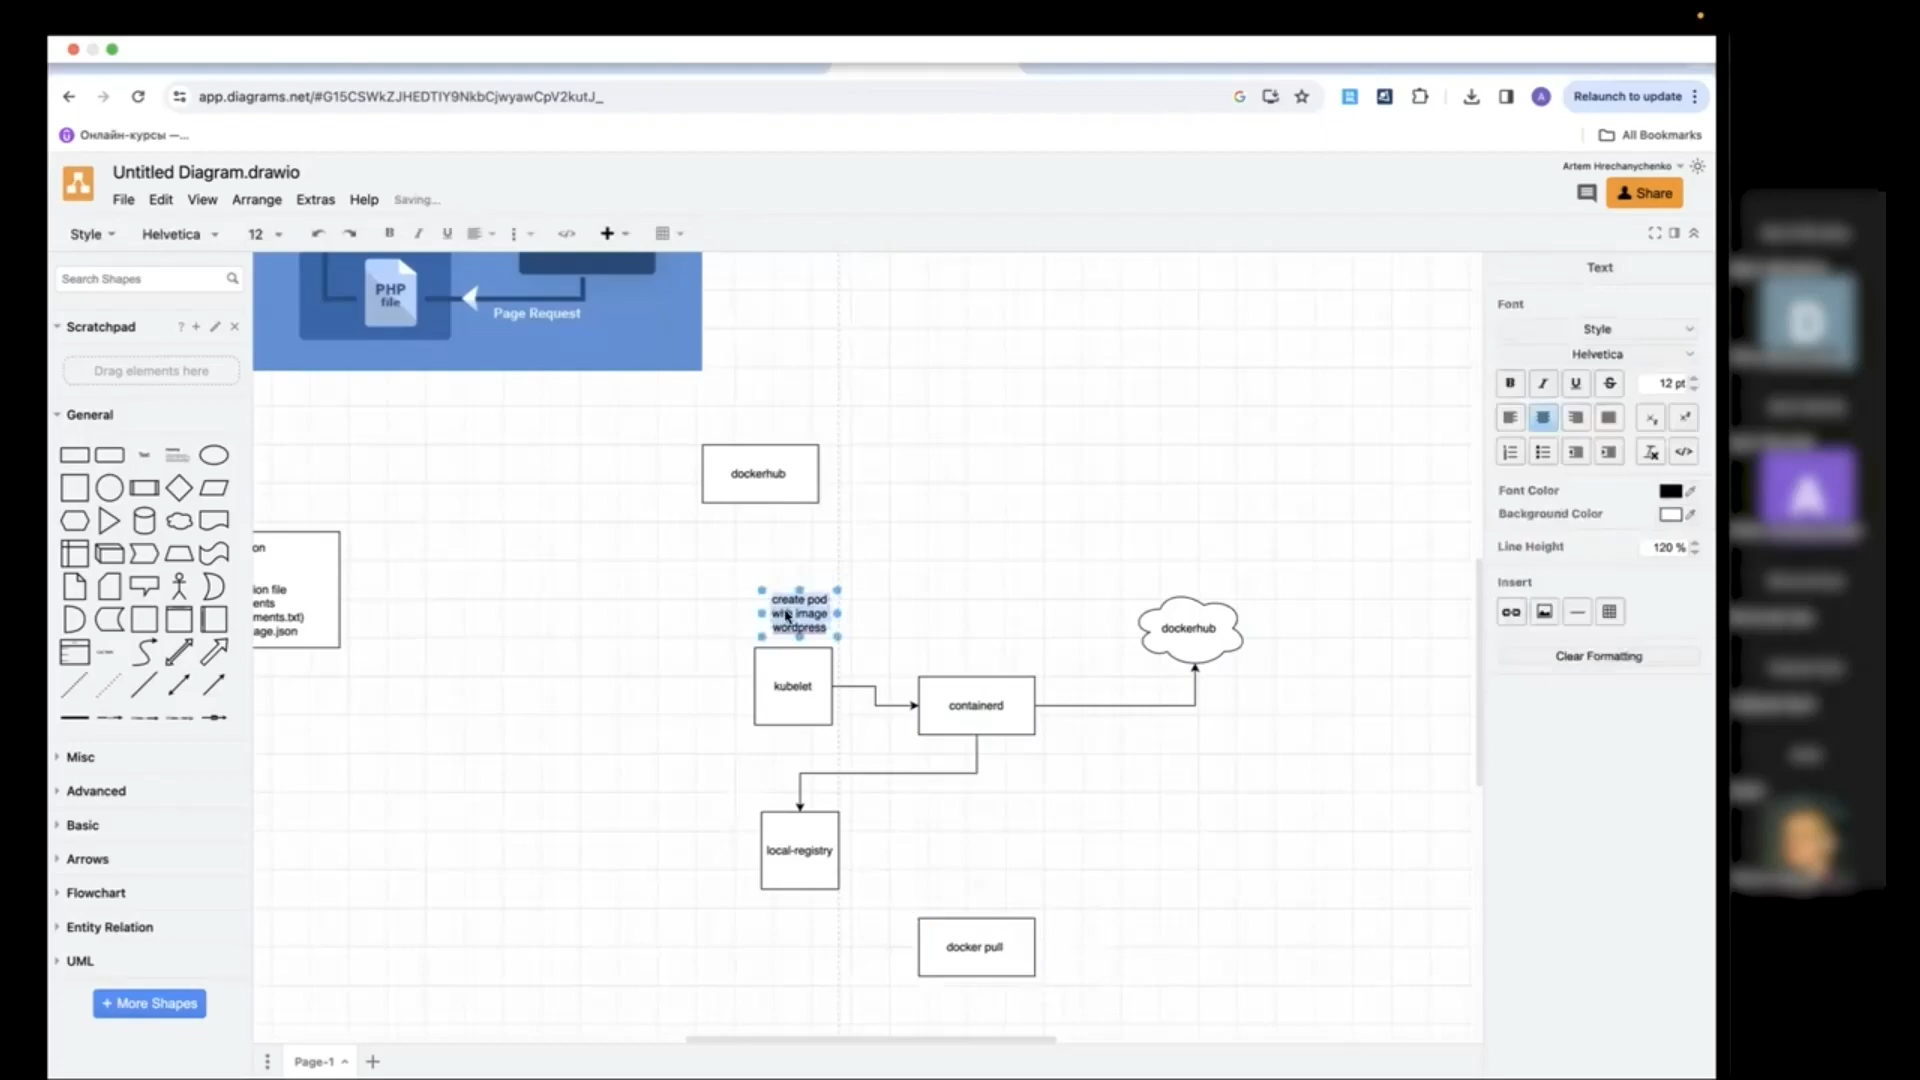 app.diagrams.net/#G15CSWkZJHEDTIY9NkbCjwyawCpV2kutJ_
Relaunch to update
Онлайн-курсы —...
All Bookmarks
Untitled Diagram.drawio
Artem Hrechanychenko
File Edit View Arrange Extras Help Saving...
Share
Style Helvetica 12 B I U
Search Shapes
Scratchpad
Drag elements here
General
Text
Misc
Advanced
Basic
Arrows
Flowchart
Entity Relation
UML
+ More Shapes
PHP
file
Page Request
dockerhub
on
ion file
ents
ments.txt)
age.json
create pod
with image
wordpress
kubelet
containerd
dockerhub
local-registry
docker pull
Page-1
Text
Font
Style
Helvetica
B I U S 12 pt
Font Color
Background Color
Line Height 120 %
Insert
Clear Formatting
D
A